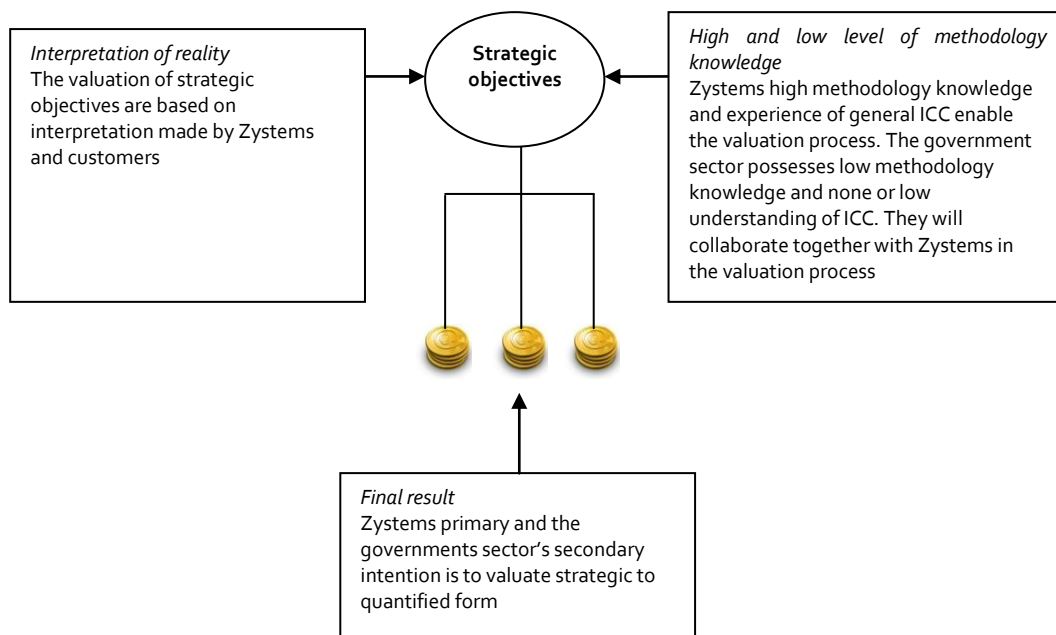 Interpretation of reality
The valuation of strategic
objectives are based on
interpretation made by Zystems
and customers
Strategic
objectives
High and low level of methodology
knowledge
Zystems high methodology knowledge
and experience of general ICC enable
the valuation process. The government
sector possesses low methodology
knowledge and none or low
understanding of ICC. They will
collaborate together with Zystems in
the valuation process
Final result
Zystems primary and the
governments sector’s secondary
intention is to valuate strategic to
quantified form